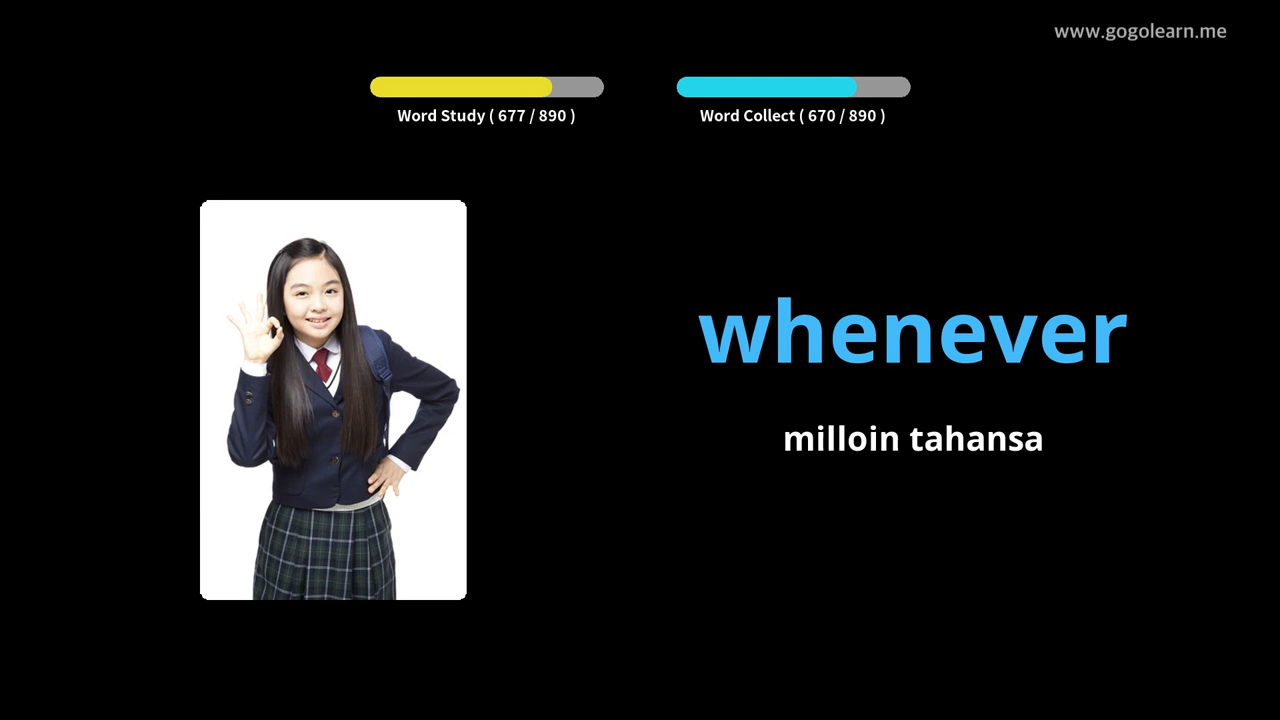 www.gogolearn.me
Word Study ( 677 / 890 )
Word Collect ( 670 / 890 )
whenever
milloin tahansa